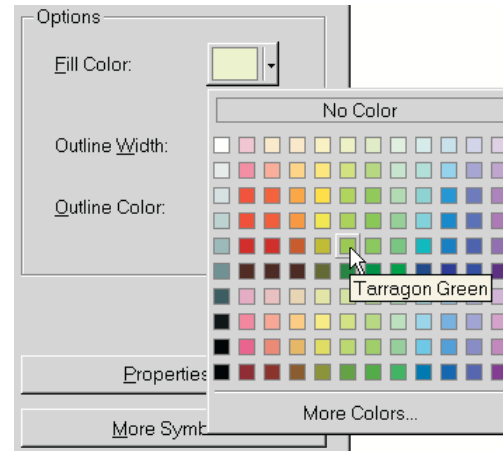 Options
Fill Color:
No Color
Outline Width:
Outline Color:
Tarragon Green
Properties
More Symb
More Colors...